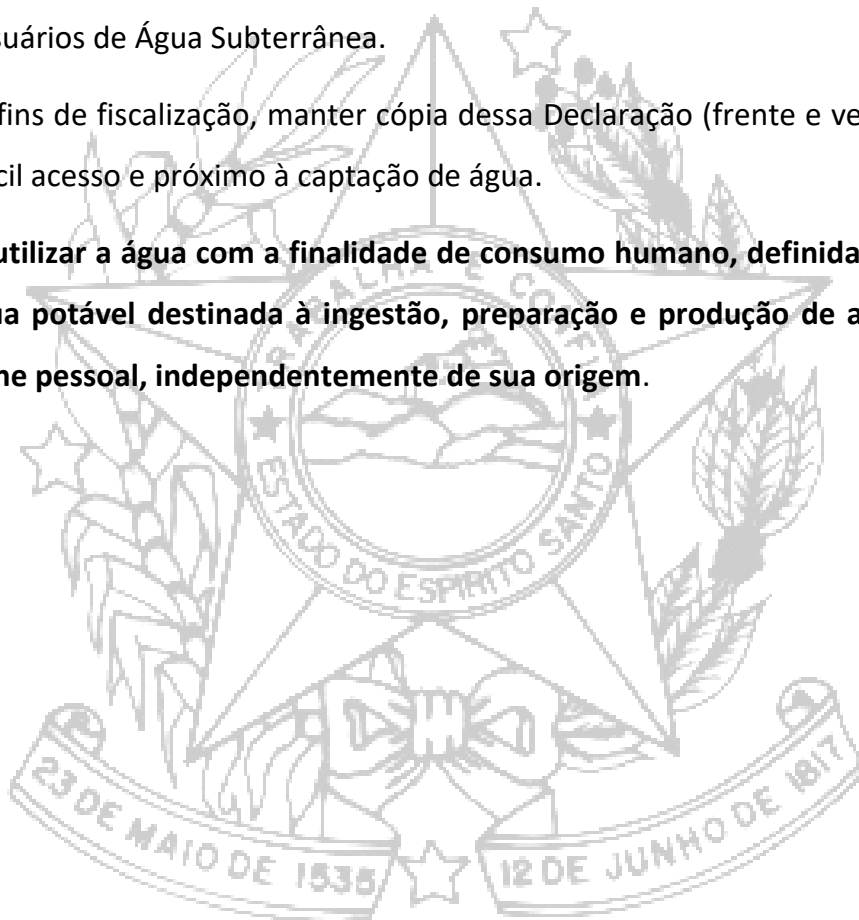 suários de Água Subterrânea.
fins de fiscalização, manter cópia dessa Declaração (frente e ve
cil acesso e próximo à captação de água.
utilizar a água com a finalidade de consumo humano, definida
ua potável destinada à ingestão, preparação e produção de a
ne pessoal, independentemente de sua origem.
TRABALHA E CONFIA
ESTADO DO ESPIRITO SANTO
23 DE MAIO DE 1535
12 DE JUNHO DE 1817